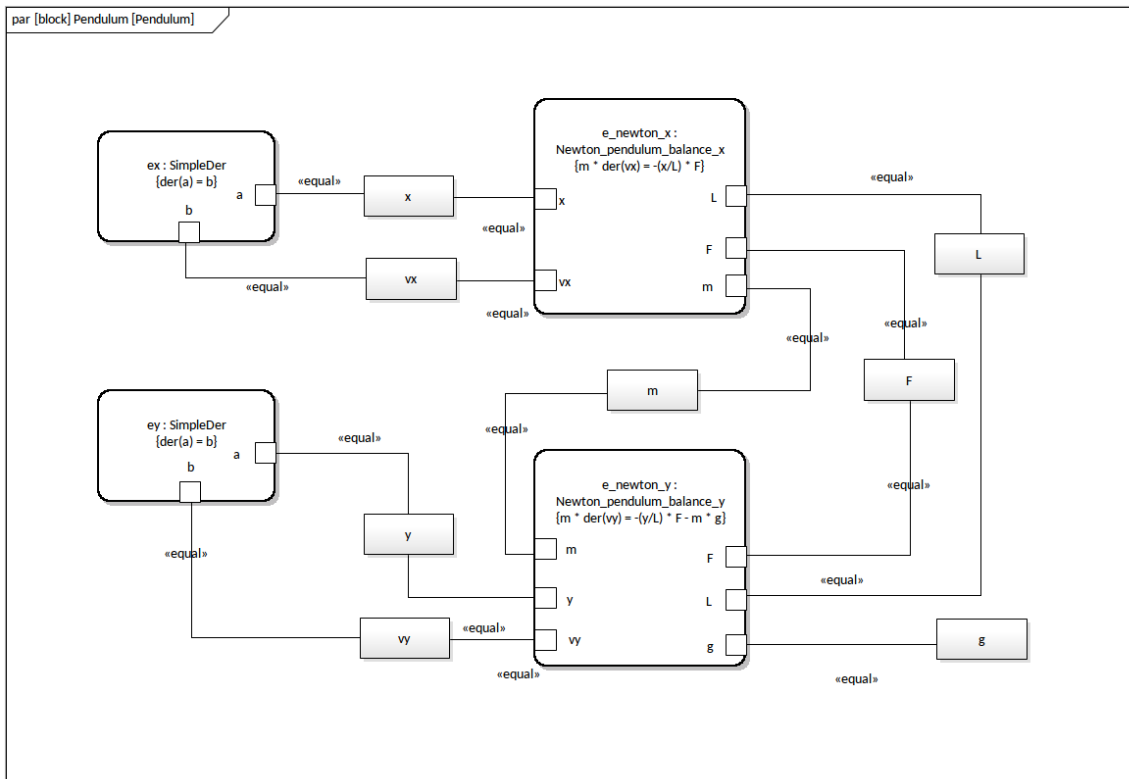 par [block] Pendulum [Pendulum]
ex : SimpleDer
{der(a) = b}
a
b
«equal»
x
«equal»
vx
«equal»
«equal»
e_newton_x :
Newton_pendulum_balance_x
{m * der(vx) = -(x/L) * F}
x
vx
L
F
m
«equal»
L
«equal»
F
«equal»
m
«equal»
ey : SimpleDer
{der(a) = b}
a
b
«equal»
y
«equal»
vy
«equal»
«equal»
e_newton_y :
Newton_pendulum_balance_y
{m * der(vy) = -(y/L) * F - m * g}
m
y
vy
F
L
g
«equal»
«equal»
g
«equal»